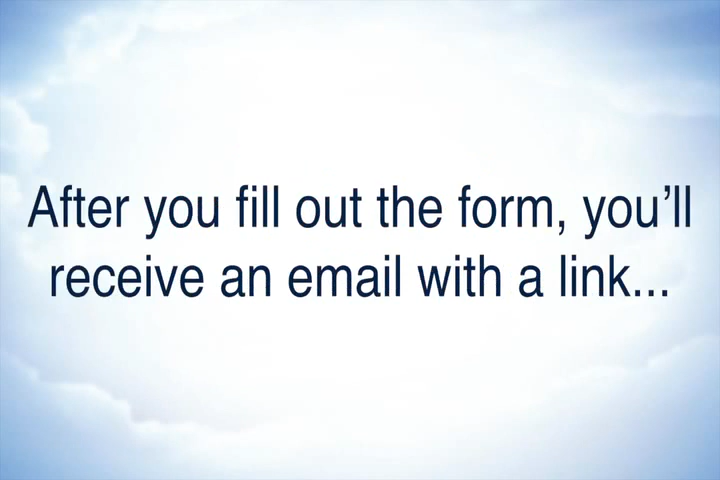 After you fill out the form, you’ll
receive an email with a link...